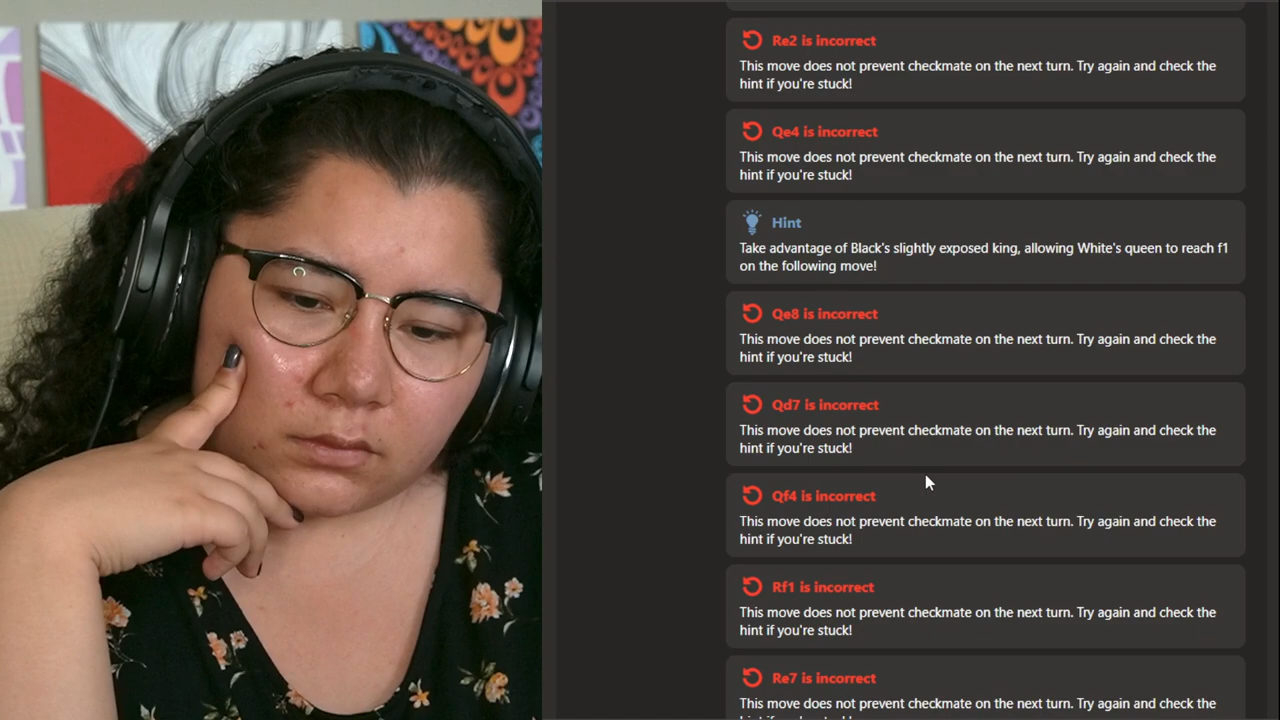 Re2 is incorrect
This move does not prevent checkmate on the next turn. Try again and check the
hint if you're stuck!
Qe4 is incorrect
This move does not prevent checkmate on the next turn. Try again and check the
hint if you're stuck!
Hint
Take advantage of Black's slightly exposed king, allowing White's queen to reach f1
on the following move!
Qe8 is incorrect
This move does not prevent checkmate on the next turn. Try again and check the
hint if you're stuck!
Qd7 is incorrect
This move does not prevent checkmate on the next turn. Try again and check the
hint if you're stuck!
Qf4 is incorrect
This move does not prevent checkmate on the next turn. Try again and check the
hint if you're stuck!
Rf1 is incorrect
This move does not prevent checkmate on the next turn. Try again and check the
hint if you're stuck!
Re7 is incorrect
This move does not prevent checkmate on the next turn. Try again and check the